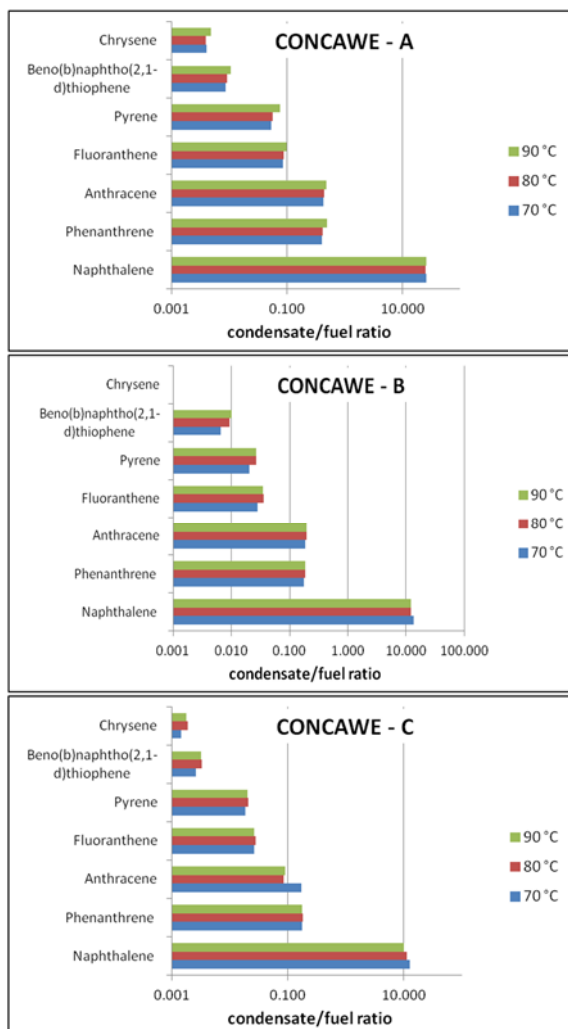 CONCAWE - A
Chrysene
Beno(b)naphtho(2,1-
d)thiophene
Pyrene
Fluoranthene
Anthracene
Phenanthrene
Naphthalene
90 °C
80 °C
70 °C
0.001 0.100 10.000
condensate/fuel ratio
CONCAWE - B
Chrysene
Beno(b)naphtho(2,1-
d)thiophene
Pyrene
Fluoranthene
Anthracene
Phenanthrene
Naphthalene
90 °C
80 °C
70 °C
0.001 0.010 0.100 1.000 10.000 100.000
condensate/fuel ratio
CONCAWE - C
Chrysene
Beno(b)naphtho(2,1-
d)thiophene
Pyrene
Fluoranthene
Anthracene
Phenanthrene
Naphthalene
90 °C
80 °C
70 °C
0.001 0.100 10.000
condensate/fuel ratio